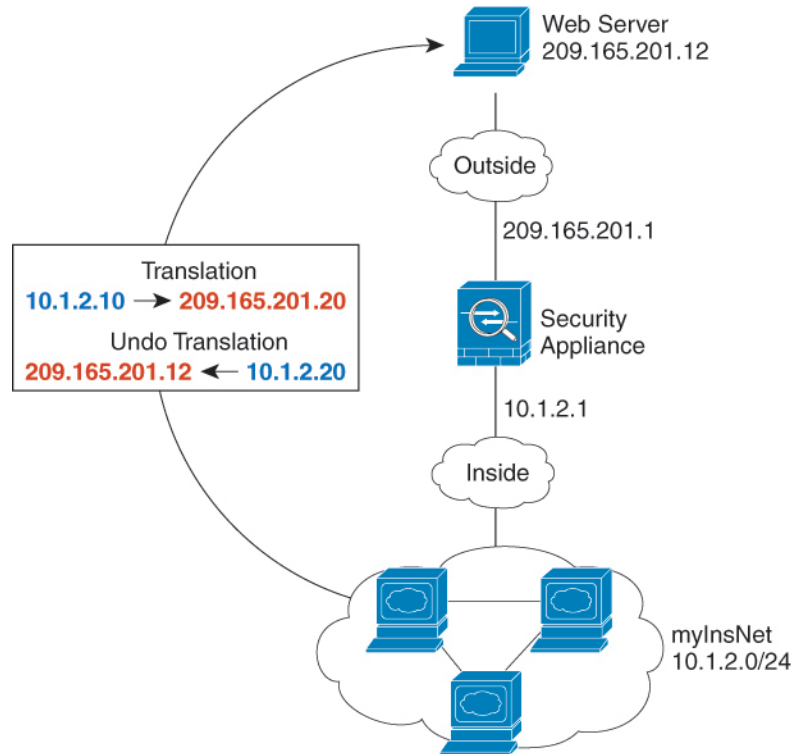 Web Server
209.165.201.12
Outside
209.165.201.1
Translation
10.1.2.10 → 209.165.201.20
Undo Translation
209.165.201.12 ← 10.1.2.20
Security
Appliance
10.1.2.1
Inside
myInsNet
10.1.2.0/24